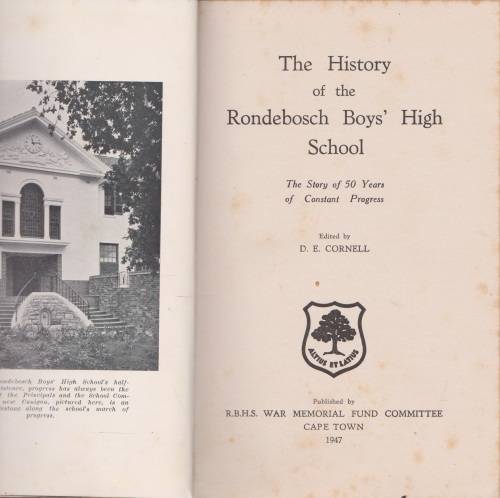 ondebosch Boys' High School's half-
istence, progress has always been the
the Principals and the School Com-
new Cusigon, pictured here, is an
estone along the school's march of
progress.
The History
of the
Rondebosch Boys' High
School
The Story of 50 Years
of Constant Progress
Edited by
D. E. CORNELL
ALTIUS ET LATIUS
Published by
R.B.H.S. WAR MEMORIAL FUND COMMITTEE
CAPE TOWN
1947